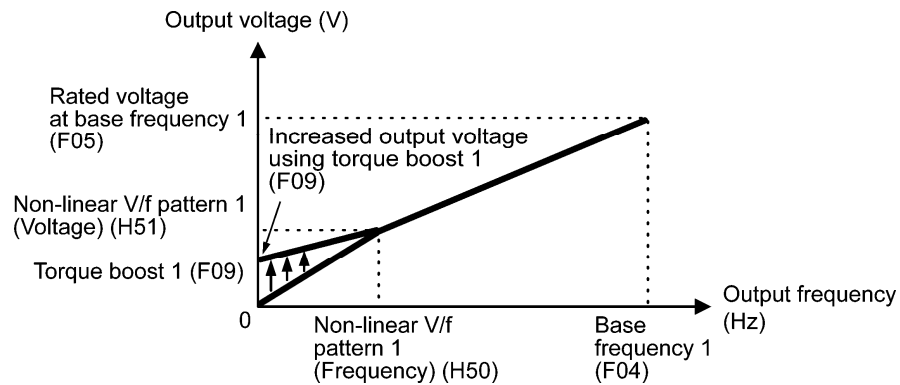 Output voltage (V)
Rated voltage
at base frequency 1
(F05)
Increased output voltage
using torque boost 1
(F09)
Non-linear V/f pattern 1
(Voltage) (H51)
Torque boost 1 (F09)
0
Output frequency
(Hz)
Non-linear V/f
pattern 1
(Frequency) (H50)
Base
frequency 1
(F04)